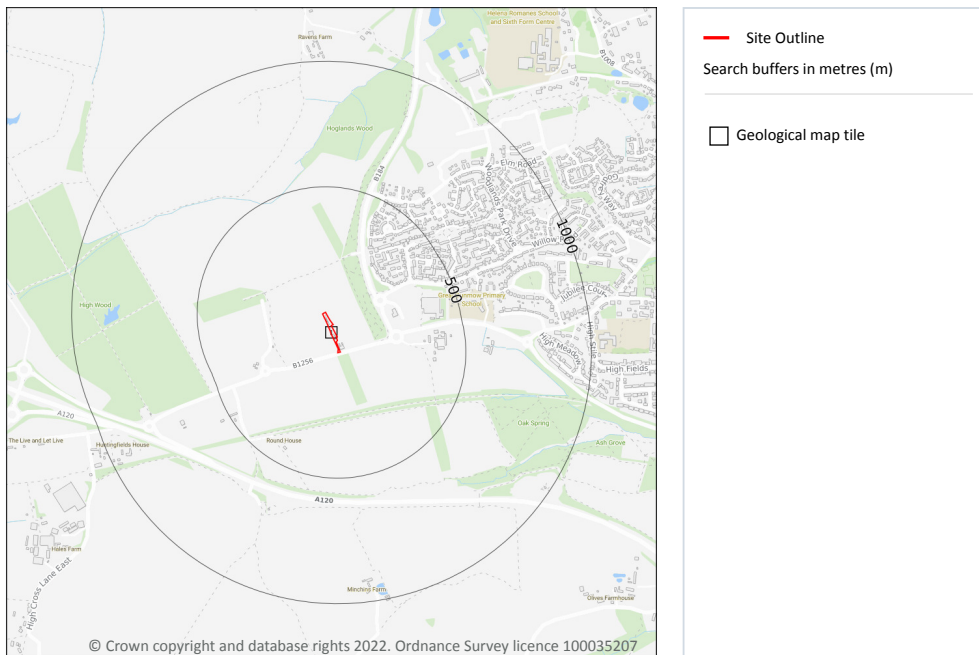 Helena Romanes School
and Sixth Form Centre
Ravens Farm
B1008
Hoglands Wood
B184
Elm Road
Woodlands Park Drive
Willow R
1000
500
Great Dunmow Primary
School
Jubilee Court
High Wood
High Stile
High Meadow
High Fields
B1256
A120
Oak Spring
Ash Grove
The Live and Let Live
Huntingfields House
Round House
A120
Hales Farm
High Cross Lane East
Minchins Farm
Olives Farmhouse
© Crown copyright and database rights 2022. Ordnance Survey licence 100035207
Site Outline
Search buffers in metres (m)
Geological map tile